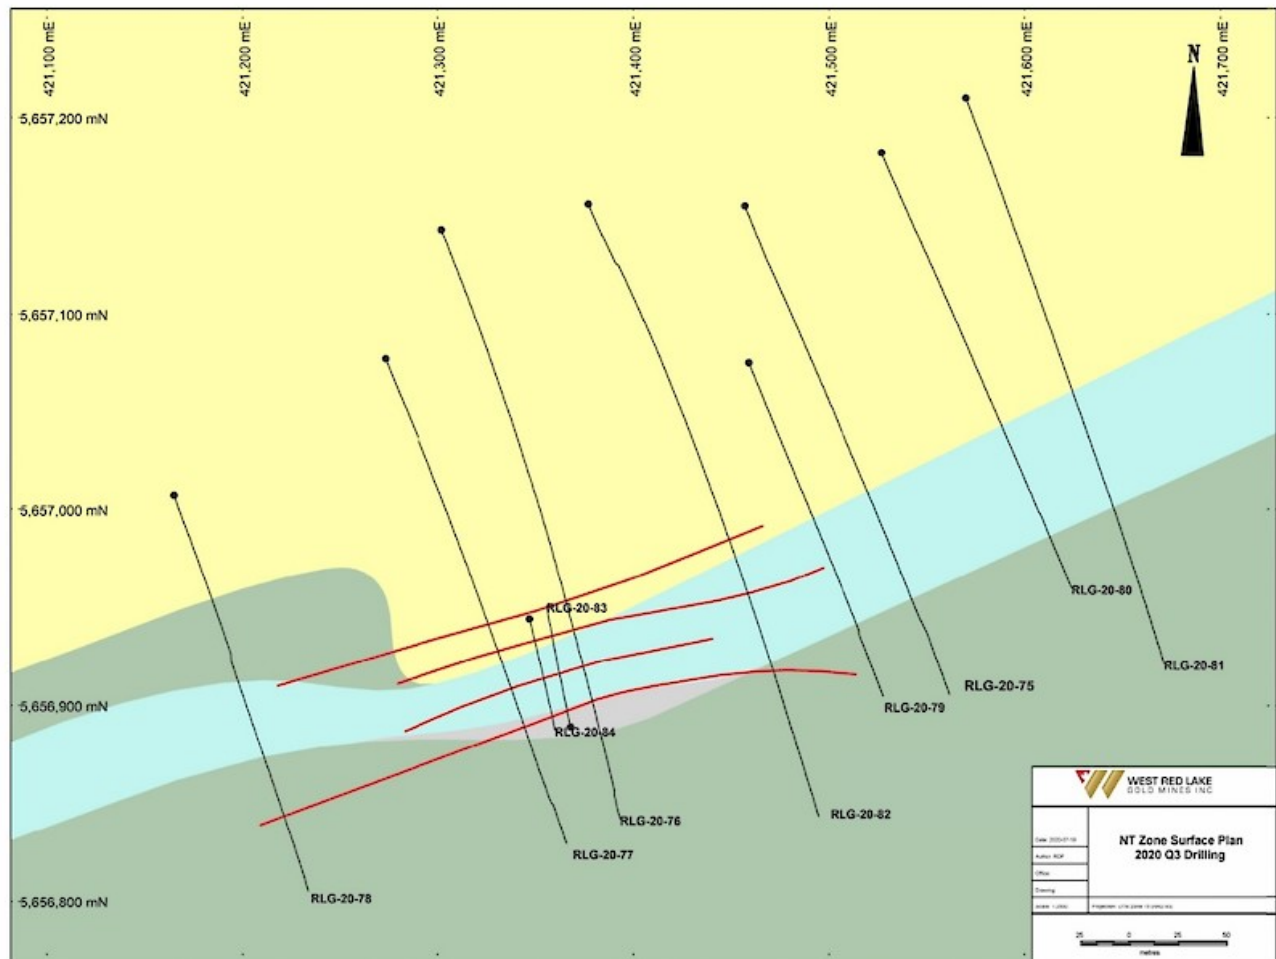 421,100 mE
421,200 mE
421,300 mE
421,400 mE
421,500 mE
421,600 mE
421,700 mE
N
5,657,200 mN
5,657,100 mN
5,657,000 mN
5,656,900 mN
5,656,800 mN
RLG-20-83
RLG-20-80
RLG-20-81
RLG-20-75
RLG-20-79
RLG-20-84
RLG-20-76
RLG-20-82
RLG-20-77
RLG-20-78
WEST RED LAKE
GOLD MINES INC
NT Zone Surface Plan
2020 Q3 Drilling
Author: RDP
Office:
Drawing:
25 0 25 50
metres